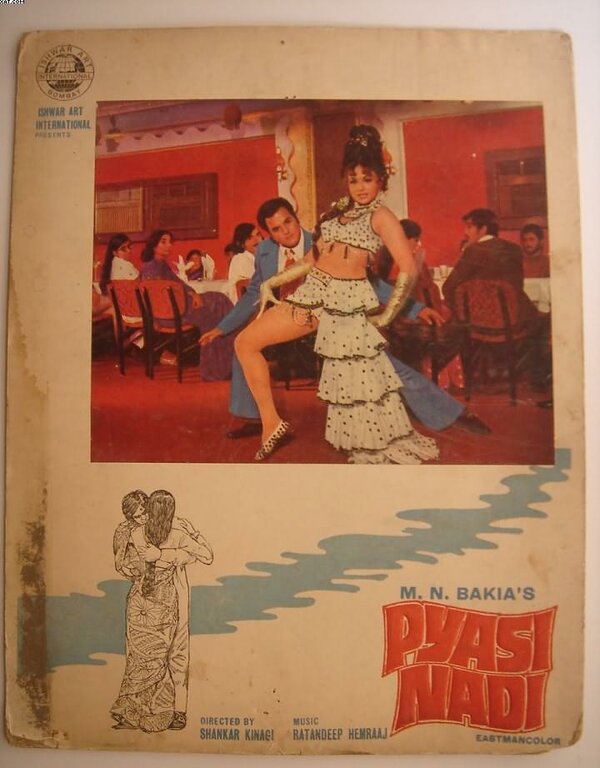 ISHWAR ART
INTERNATIONAL
BOMBAY
ISHWAR ART
INTERNATIONAL
PRESENTS
M. N. BAKIA'S
PYASI
NADI
EASTMANCOLOR
DIRECTED BY
SHANKAR KINAGI
MUSIC
RATANDEEP HEMRAAJ